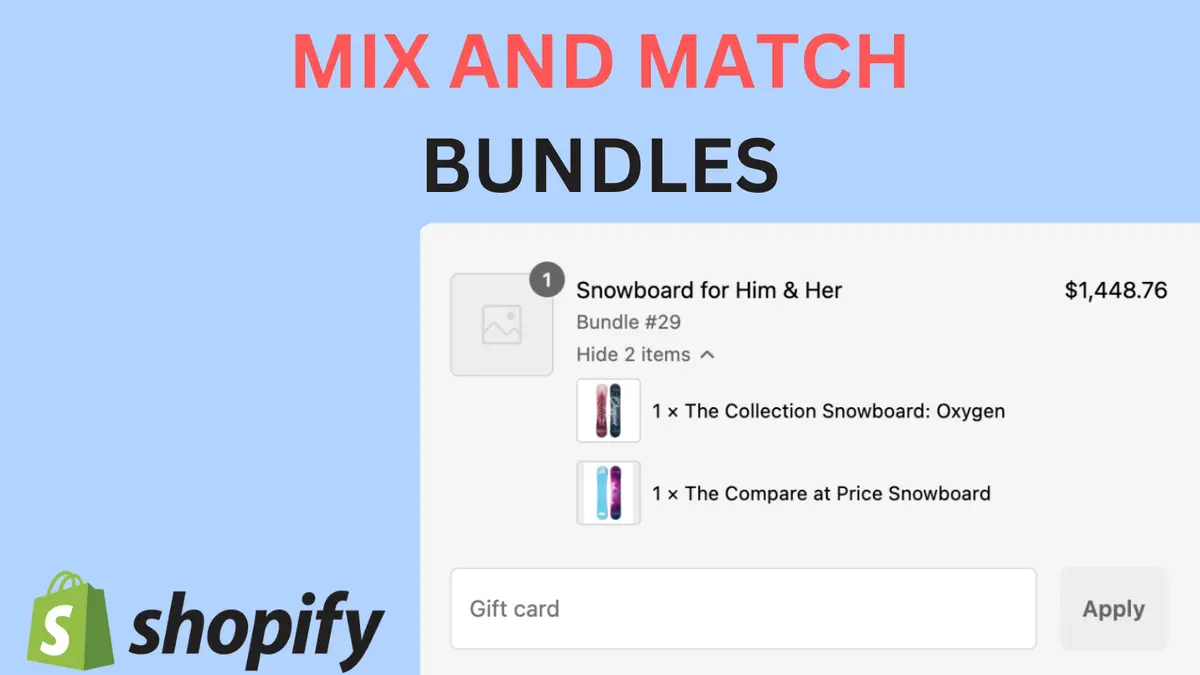 MIX AND MATCH
BUNDLES
1
Snowboard for Him & Her
$1,448.76
Bundle #29
Hide 2 items
1 × The Collection Snowboard: Oxygen
1 × The Compare at Price Snowboard
Gift card
Apply
S shopify